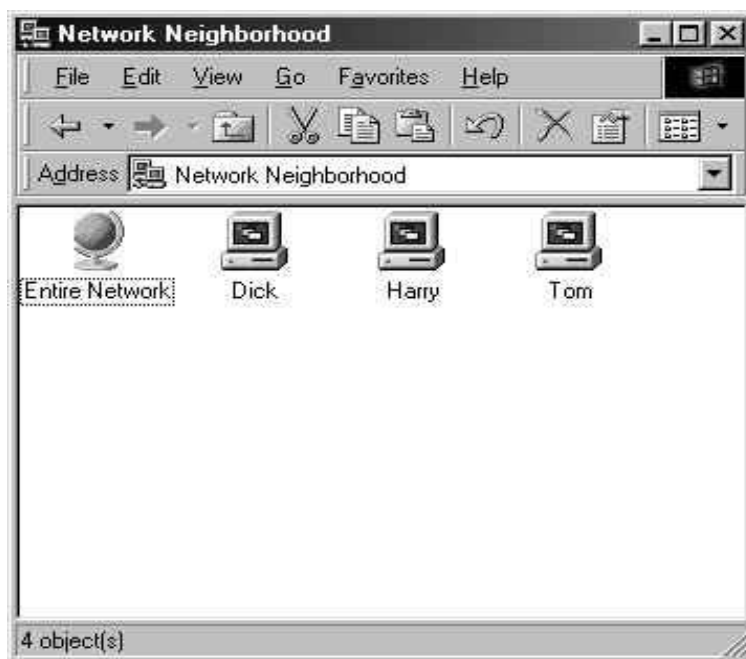 Network Neighborhood
File Edit View Go Favorites Help
Address Network Neighborhood
Entire Network Dick Harry Tom
4 object(s)